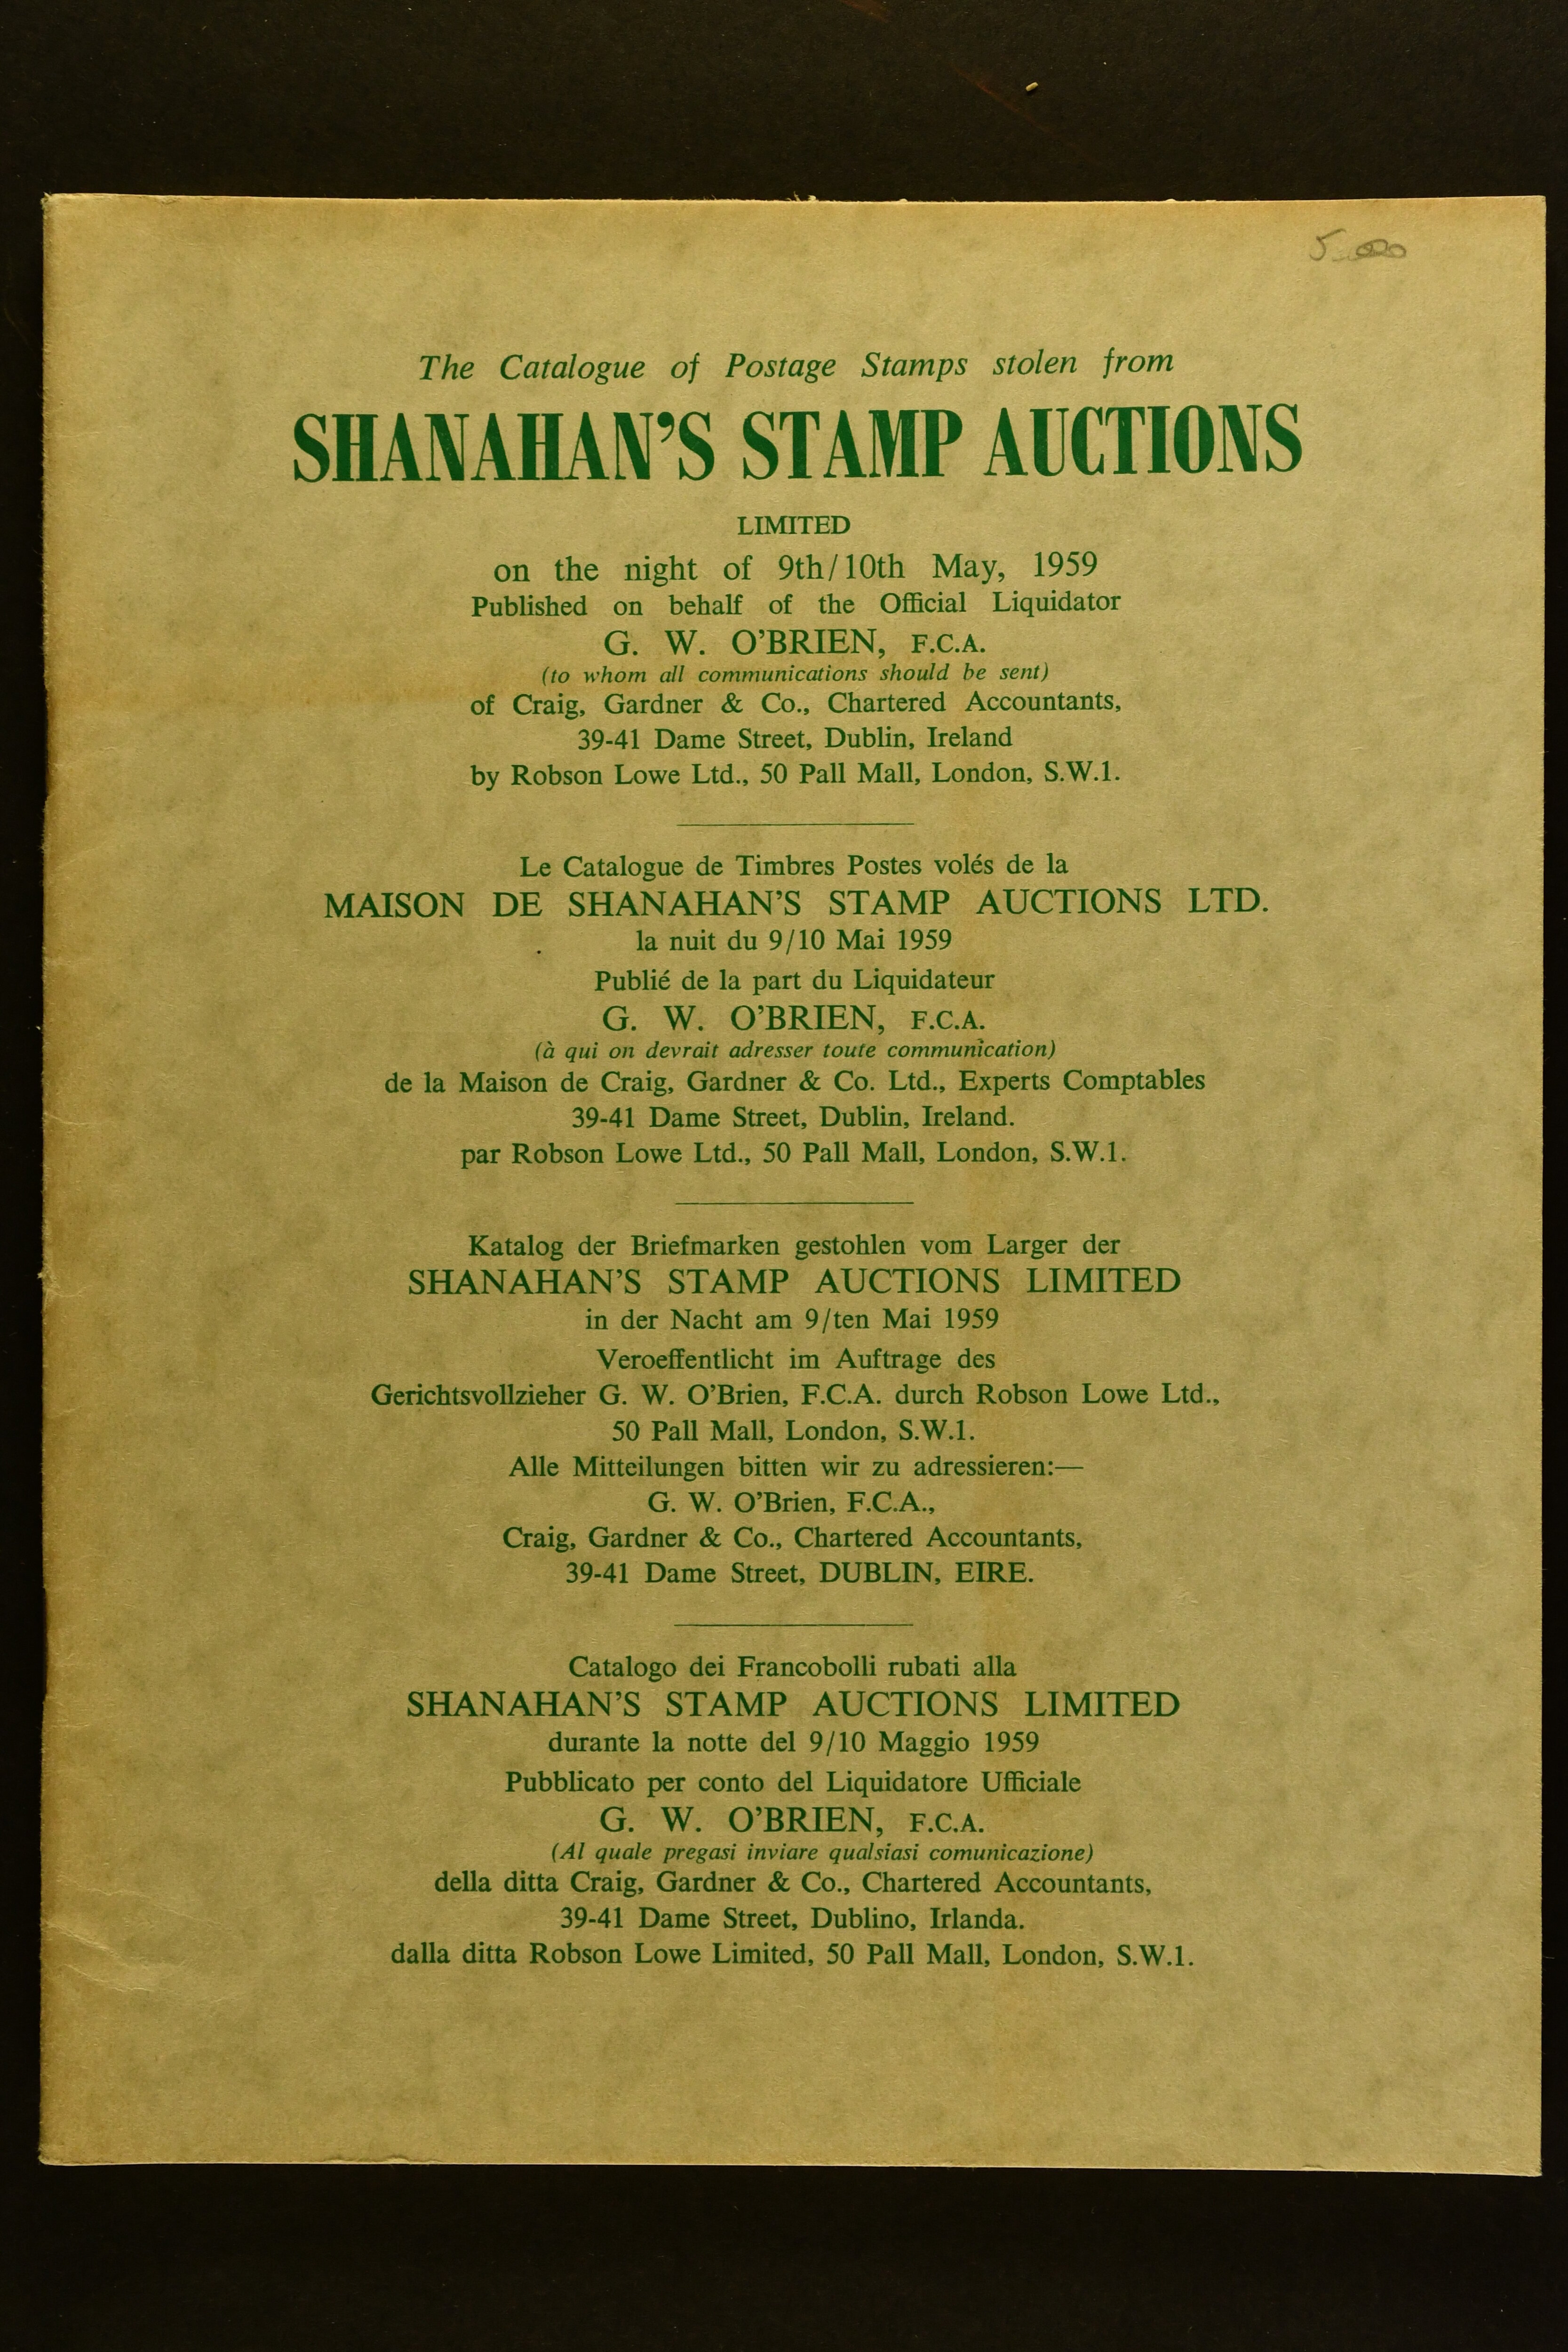 5.00
The Catalogue of Postage Stamps stolen from
SHANAHAN'S STAMP AUCTIONS
LIMITED
on the night of 9th/10th May, 1959
Published on behalf of the Official Liquidator
G. W. O'BRIEN, F.C.A.
(to whom all communications should be sent)
of Craig, Gardner & Co., Chartered Accountants,
39-41 Dame Street, Dublin, Ireland
by Robson Lowe Ltd., 50 Pall Mall, London, S.W.1.
Le Catalogue de Timbres Postes volés de la
MAISON DE SHANAHAN'S STAMP AUCTIONS LTD.
la nuit du 9/10 Mai 1959
Publié de la part du Liquidateur
G. W. O'BRIEN, F.C.A.
(à qui on devrait adresser toute communication)
de la Maison de Craig, Gardner & Co. Ltd., Experts Comptables
39-41 Dame Street, Dublin, Ireland.
par Robson Lowe Ltd., 50 Pall Mall, London, S.W.1.
Katalog der Briefmarken gestohlen vom Larger der
SHANAHAN'S STAMP AUCTIONS LIMITED
in der Nacht am 9/ten Mai 1959
Veroeffentlicht im Auftrage des
Gerichtsvollzieher G. W. O'Brien, F.C.A. durch Robson Lowe Ltd.,
50 Pall Mall, London, S.W.1.
Alle Mitteilungen bitten wir zu adressieren:—
G. W. O'Brien, F.C.A.,
Craig, Gardner & Co., Chartered Accountants,
39-41 Dame Street, DUBLIN, EIRE.
Catalogo dei Francobolli rubati alla
SHANAHAN'S STAMP AUCTIONS LIMITED
durante la notte del 9/10 Maggio 1959
Pubblicato per conto del Liquidatore Ufficiale
G. W. O'BRIEN, F.C.A.
(Al quale pregasi inviare qualsiasi comunicazione)
della ditta Craig, Gardner & Co., Chartered Accountants,
39-41 Dame Street, Dublino, Irlanda.
dalla ditta Robson Lowe Limited, 50 Pall Mall, London, S.W.1.